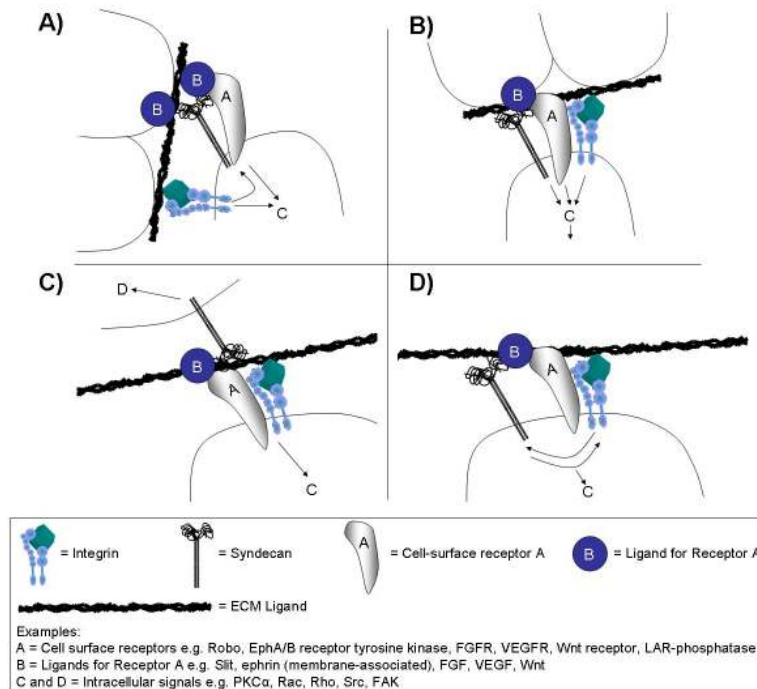 A)
B)
B
A
B
C
B
A
C
C)
D)
D
B
A
C
B
A
C
= Integrin
= Syndecan
A
= Cell-surface receptor A
B
= Ligand for Receptor A
= ECM Ligand
Examples:
A = Cell surface receptors e.g. Robo, EphA/B receptor tyrosine kinase, FGFR, VEGFR, Wnt receptor, LAR-phosphatase
B = Ligands for Receptor A e.g. Slit, ephrin (membrane-associated), FGF, VEGF, Wnt
C and D = Intracellular signals e.g. PKCα, Rac, Rho, Src, FAK